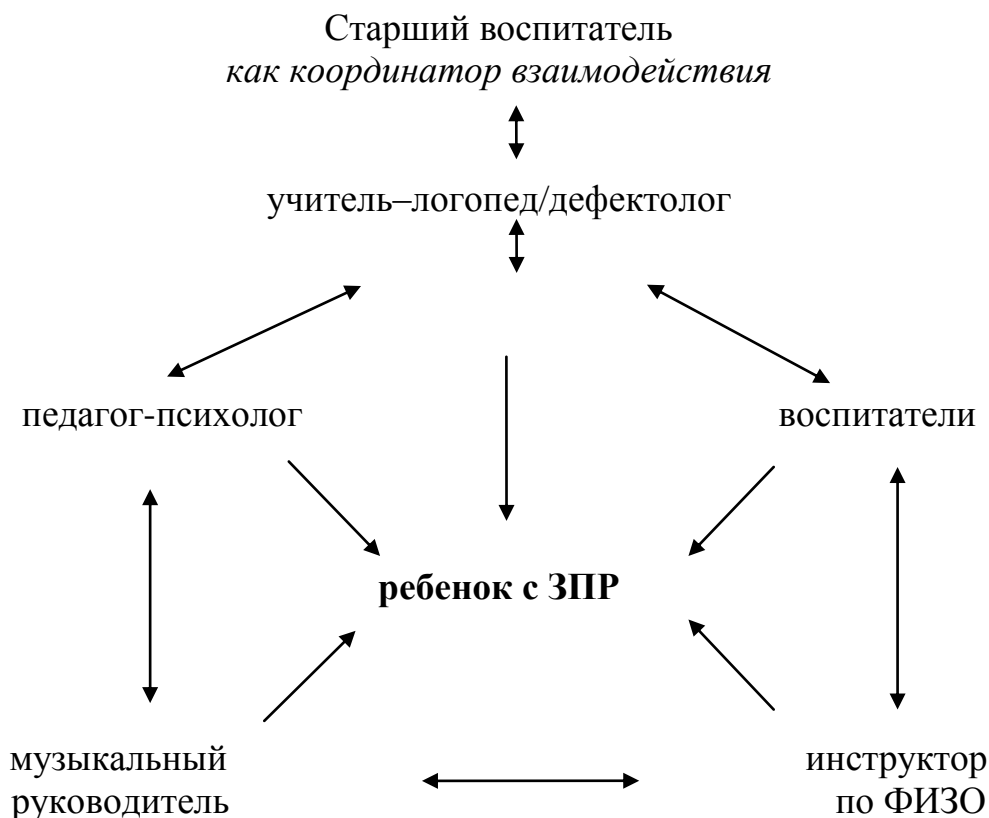 Старший воспитатель
как координатор взаимодействия
учитель–логопед/дефектолог
педагог-психолог
воспитатели
ребенок с ЗПР
музыкальный
руководитель
инструктор
по ФИЗО